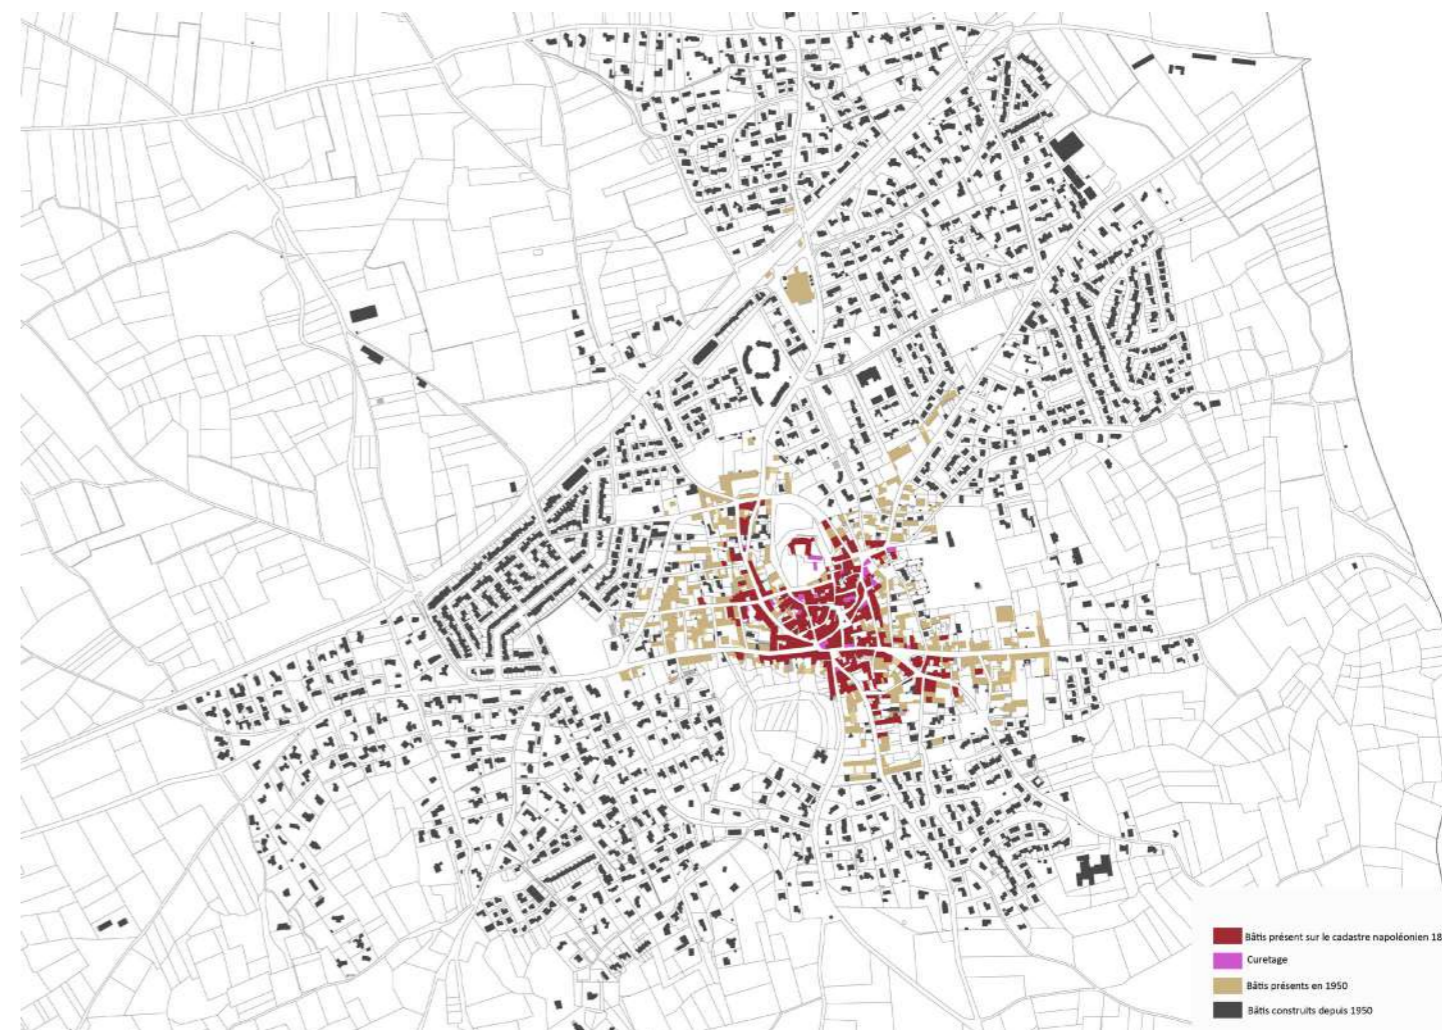 Bâtis présent sur le cadastre napoléonien 18
Curetage
Bâtis présents en 1950
Bâtis construits depuis 1950